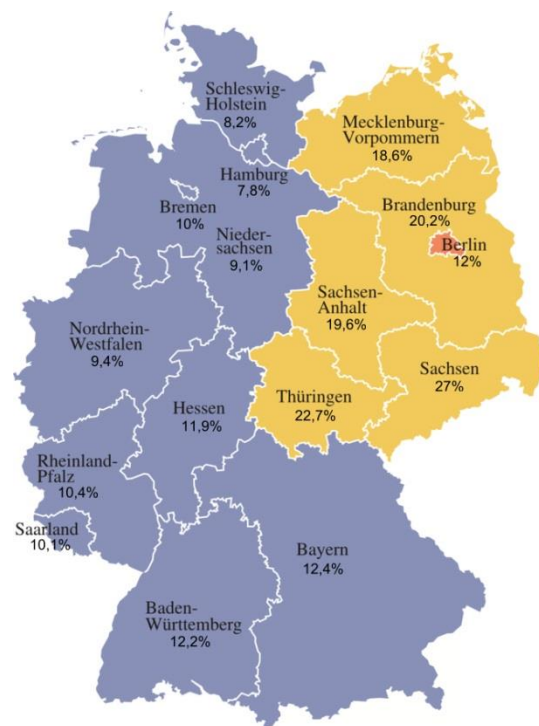 Schleswig-
Holstein
8,2%
Mecklenburg-
Vorpommern
18,6%
Hamburg
7,8%
Bremen
10%
Brandenburg
20,2%
Berlin
12%
Nieder-
sachsen
9,1%
Sachsen-
Anhalt
19,6%
Nordrhein-
Westfalen
9,4%
Sachsen
27%
Thüringen
22,7%
Hessen
11,9%
Rheinland-
Pfalz
10,4%
Saarland
10,1%
Bayern
12,4%
Baden-
Württemberg
12,2%